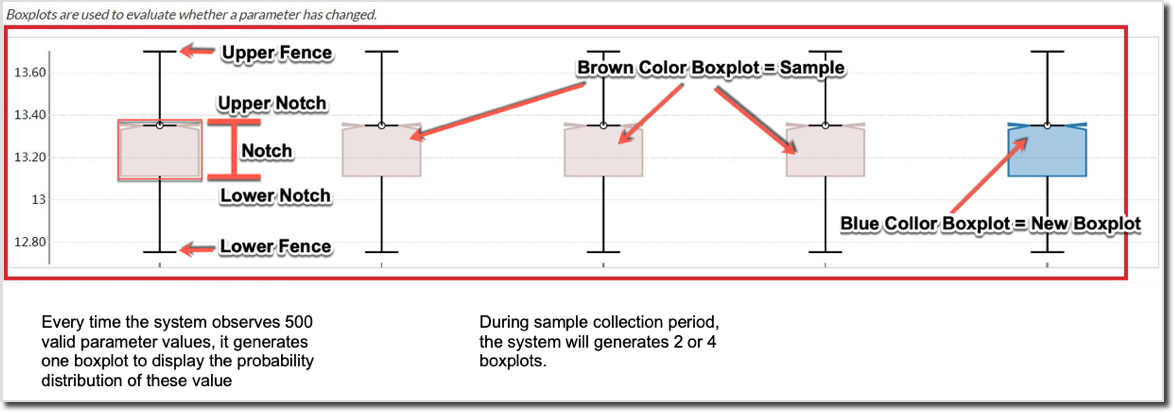 Boxplots are used to evaluate whether a parameter has changed.
Upper Fence
13.60
Brown Color Boxplot = Sample
Upper Notch
13.40
Notch
13.20
Lower Notch
13
Blue Collor Boxplot = New Boxplot
Lower Fence
12.80
Every time the system observes 500
valid parameter values, it generates
one boxplot to display the probability
distribution of these value
During sample collection period,
the system will generates 2 or 4
boxplots.